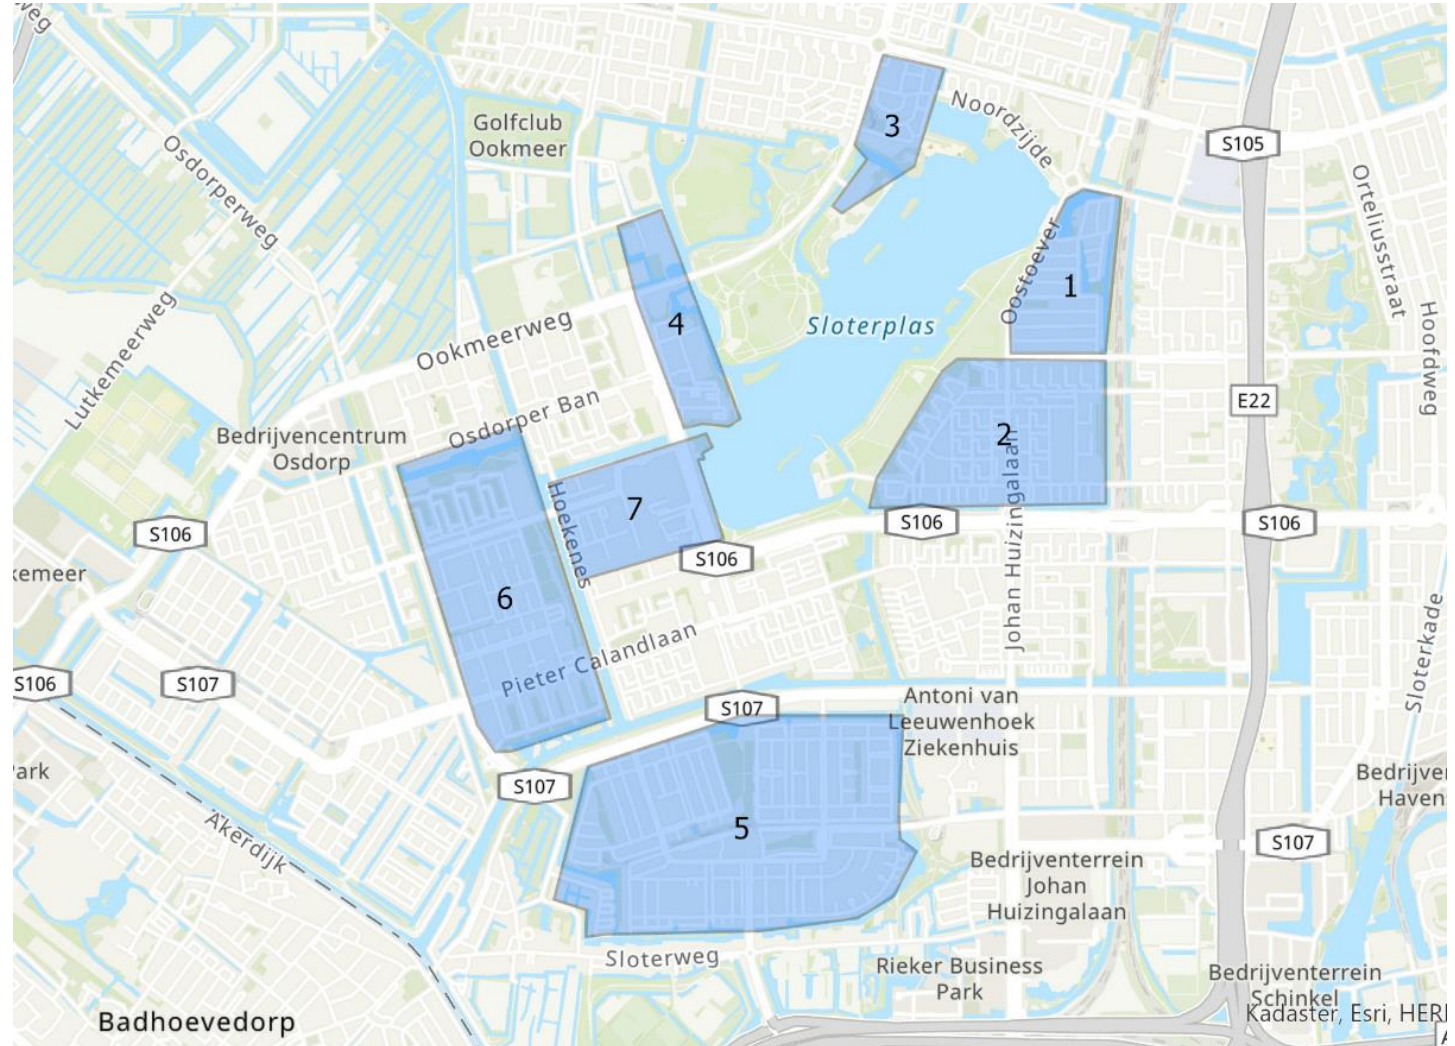 weg
Golfclub
Ookmeer
Osdorperweg
3
Noordzijde
S105
Orteliusstraat
Lutkemeerweg
Ookmeerweg
4
Sloterplas
Oostoever
1
Hoofdweg
E22
Bedrijvencentrum
Osdorp
Osdorper Ban
2
Johan Huizingalaan
S106
Hoekenes
7
S106
S106
S106
kemeer
6
Sloterkade
S106
S107
Pieter Calandlaan
S107
Antoni van
Leeuwenhoek
Ziekenhuis
ark
S107
Akerdijk
5
Bedrijve
Haven
S107
Bedrijventerrein
Johan
Huizingalaan
Sloterweg
Rieker Business
Park
Bedrijventerrein
Schinkel
Badhoevedorp
Kadaster, Esri, HERE